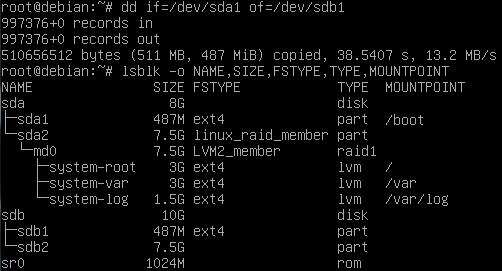 root@debian:~# dd if=/dev/sda1 of=/dev/sdb1
997376+0 records in
997376+0 records out
510656512 bytes (511 MB, 487 MiB) copied, 38.5407 s, 13.2 MB/s
root@debian:~# lsblk -o NAME,SIZE,FSTYPE,TYPE,MOUNTPOINT
NAME                SIZE FSTYPE            TYPE  MOUNTPOINT
sda                   8G                   disk
├─sda1              487M ext4              part  /boot
└─sda2              7.5G linux_raid_member part
  └─md0             7.5G LVM2_member       raid1
    ├─system-root     3G ext4              lvm   /
    ├─system-var      3G ext4              lvm   /var
    └─system-log    1.5G ext4              lvm   /var/log
sdb                  10G                   disk
├─sdb1              487M ext4              part
└─sdb2              7.5G                   part
sr0                1024M                   rom